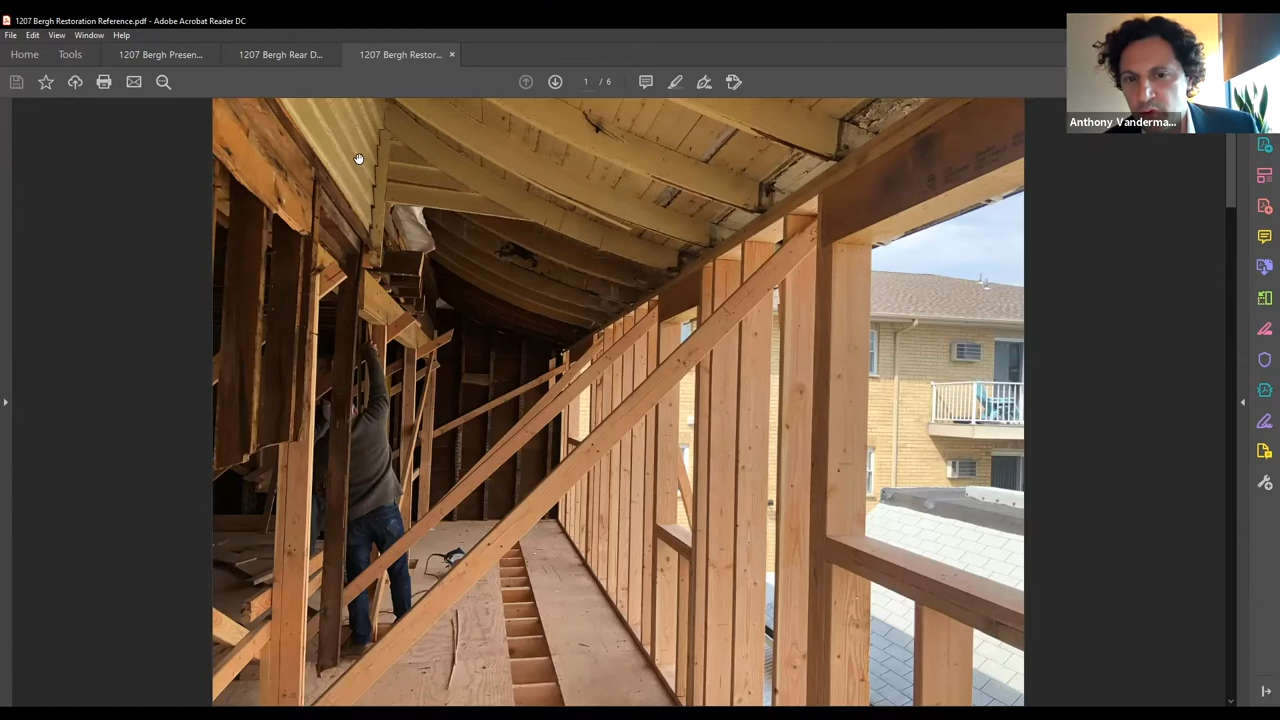 1207 Bergh Restoration Reference.pdf - Adobe Acrobat Reader DC
File Edit View Window Help
Home Tools 1207 Bergh Presen... 1207 Bergh Rear D... 1207 Bergh Restor... ×
1 / 6
Anthony Vanderma...